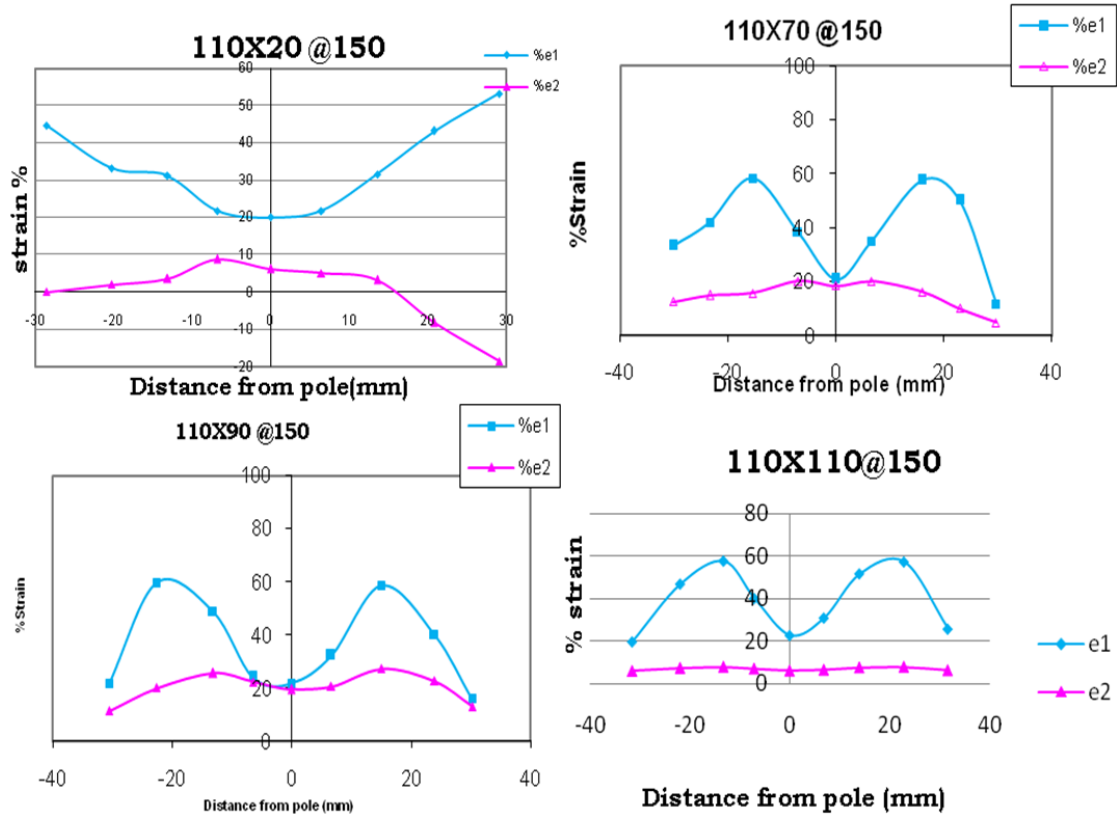 110X20 @150
%e1
%e2
60
50
40
30
20
10
0
-10
-20
-30
-20
-10
0
10
20
30
strain %
Distance from pole(mm)
110X70 @150
%e1
%e2
100
80
60
40
20
0
-40
-20
0
20
40
%Strain
Distance from pole (mm)
110X90 @150
%e1
%e2
100
80
60
40
20
0
-40
-20
0
20
40
% Strain
Distance from pole (mm)
110X110@150
80
60
40
20
0
-40
-20
0
20
40
% strain
e1
e2
Distance from pole (mm)